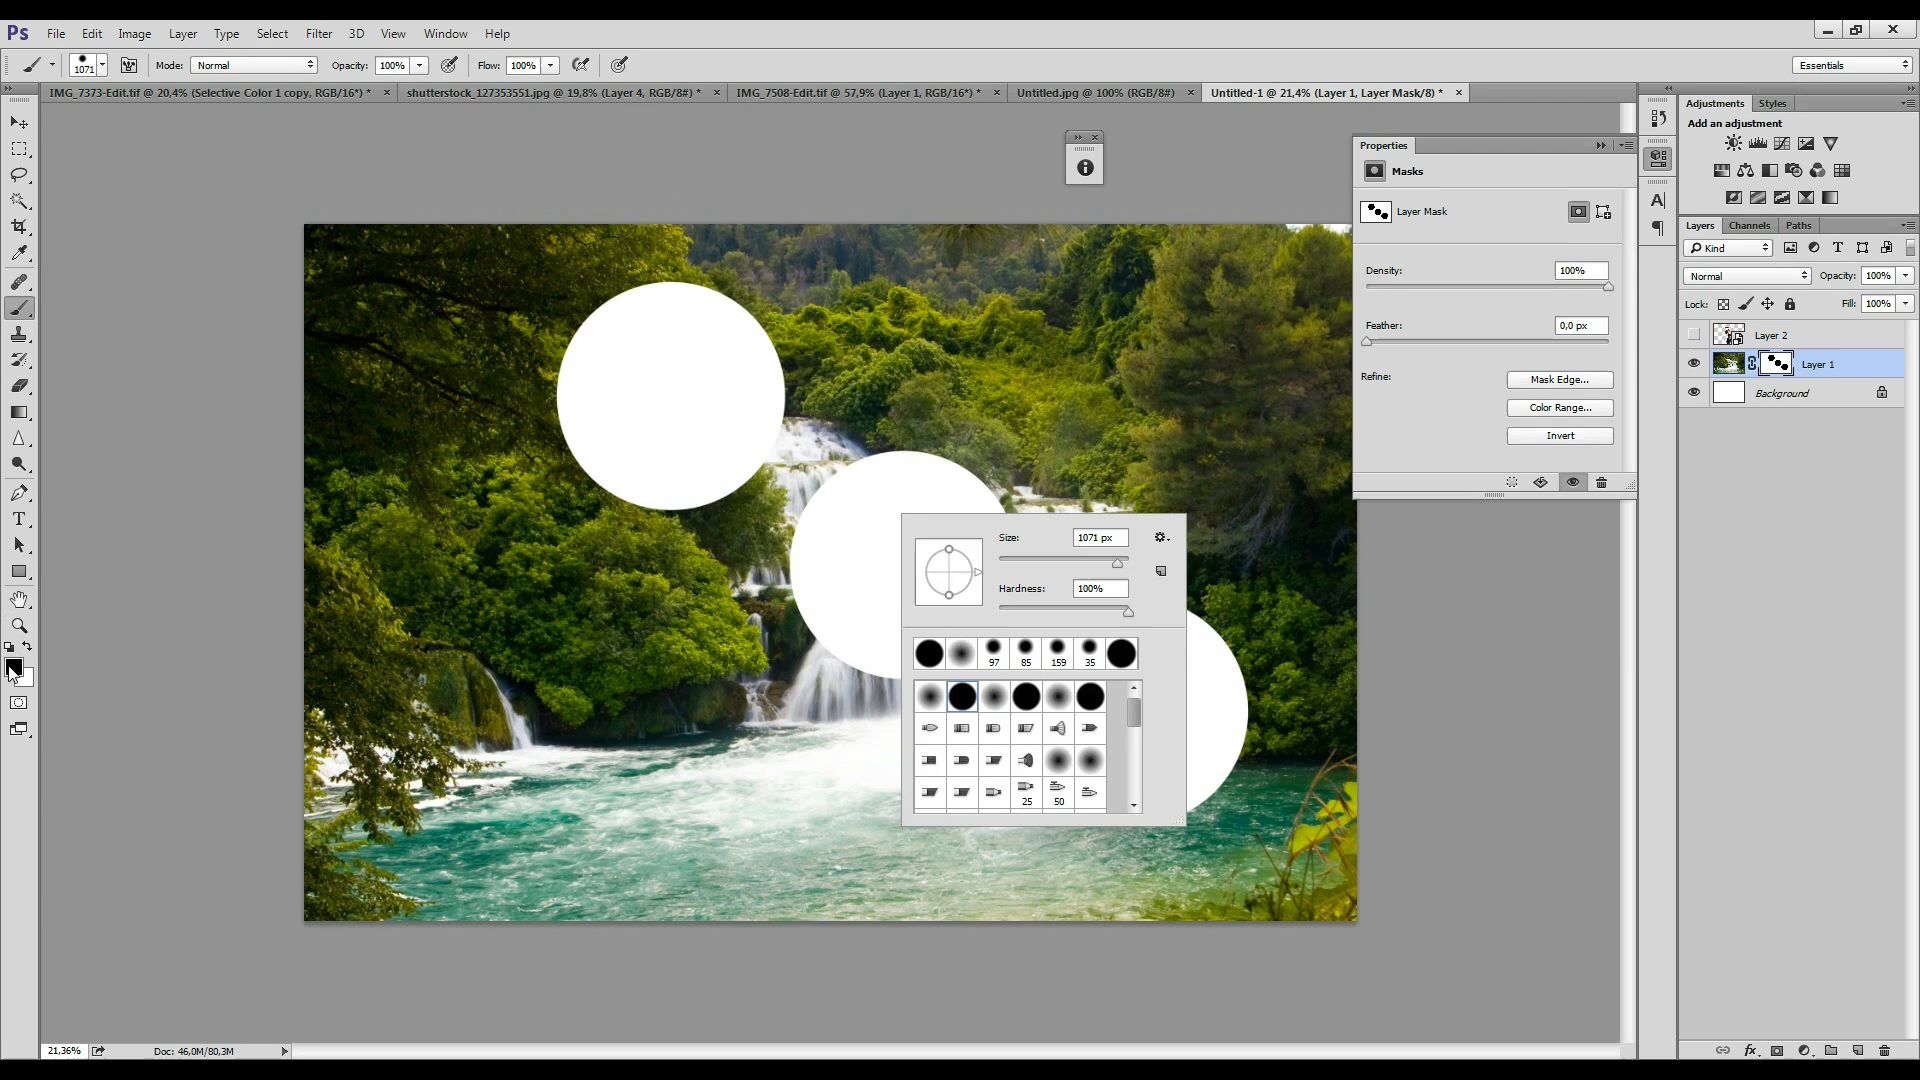 Ps File Edit Image Layer Type Select Filter 3D View Window Help
1071 Mode: Normal Opacity: 100% Flow: 100% Essentials
IMG_7373-Edit.tif @ 20,4% (Selective Color 1 copy, RGB/16*) * × shutterstock_127353551.jpg @ 19,8% (Layer 4, RGB/8#) * × IMG_7508-Edit.tif @ 57,9% (Layer 1, RGB/16*) * × Untitled.jpg @ 100% (RGB/8#) × Untitled-1 @ 21,4% (Layer 1, Layer Mask/8) * ×
Properties
Masks
Layer Mask
Density: 100%
Feather: 0,0 px
Refine: Mask Edge...
Color Range...
Invert
Adjustments Styles
Add an adjustment
Layers Channels Paths
Kind
Normal Opacity: 100%
Lock: Fill: 100%
Layer 2
Layer 1
Background
Size: 1071 px
Hardness: 100%
97 85 159 35
25 50
21,36% Doc: 46,0M/80,3M